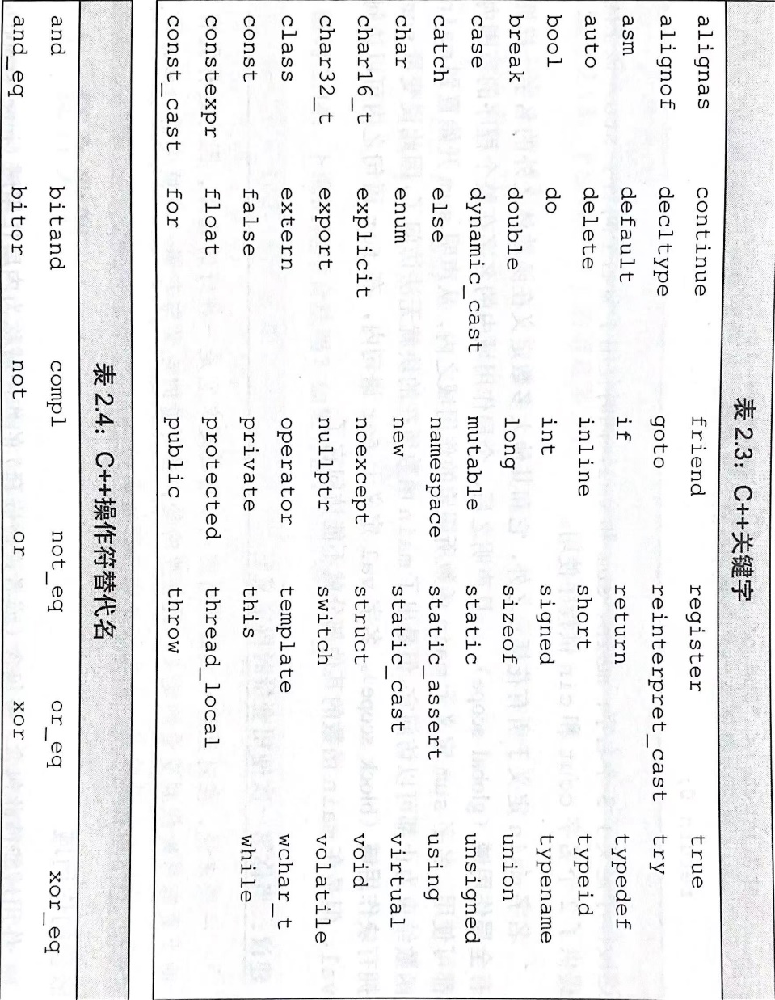 表 2.3：C++关键字
alignas continue friend register true
alignof decltype goto reinterpret_cast try
asm default if return typedef
auto delete inline short typeid
bool do int signed typename
break double long sizeof union
case dynamic_cast mutable static unsigned
catch else namespace static_assert using
char enum new static_cast virtual
char16_t explicit noexcept struct void
char32_t export nullptr switch volatile
class extern operator template wchar_t
const false private this while
constexpr float protected thread_local
const_cast for public throw
表 2.4：C++操作符替代名
and bitand compl not_eq or_eq xor_eq
and_eq bitor not or xor